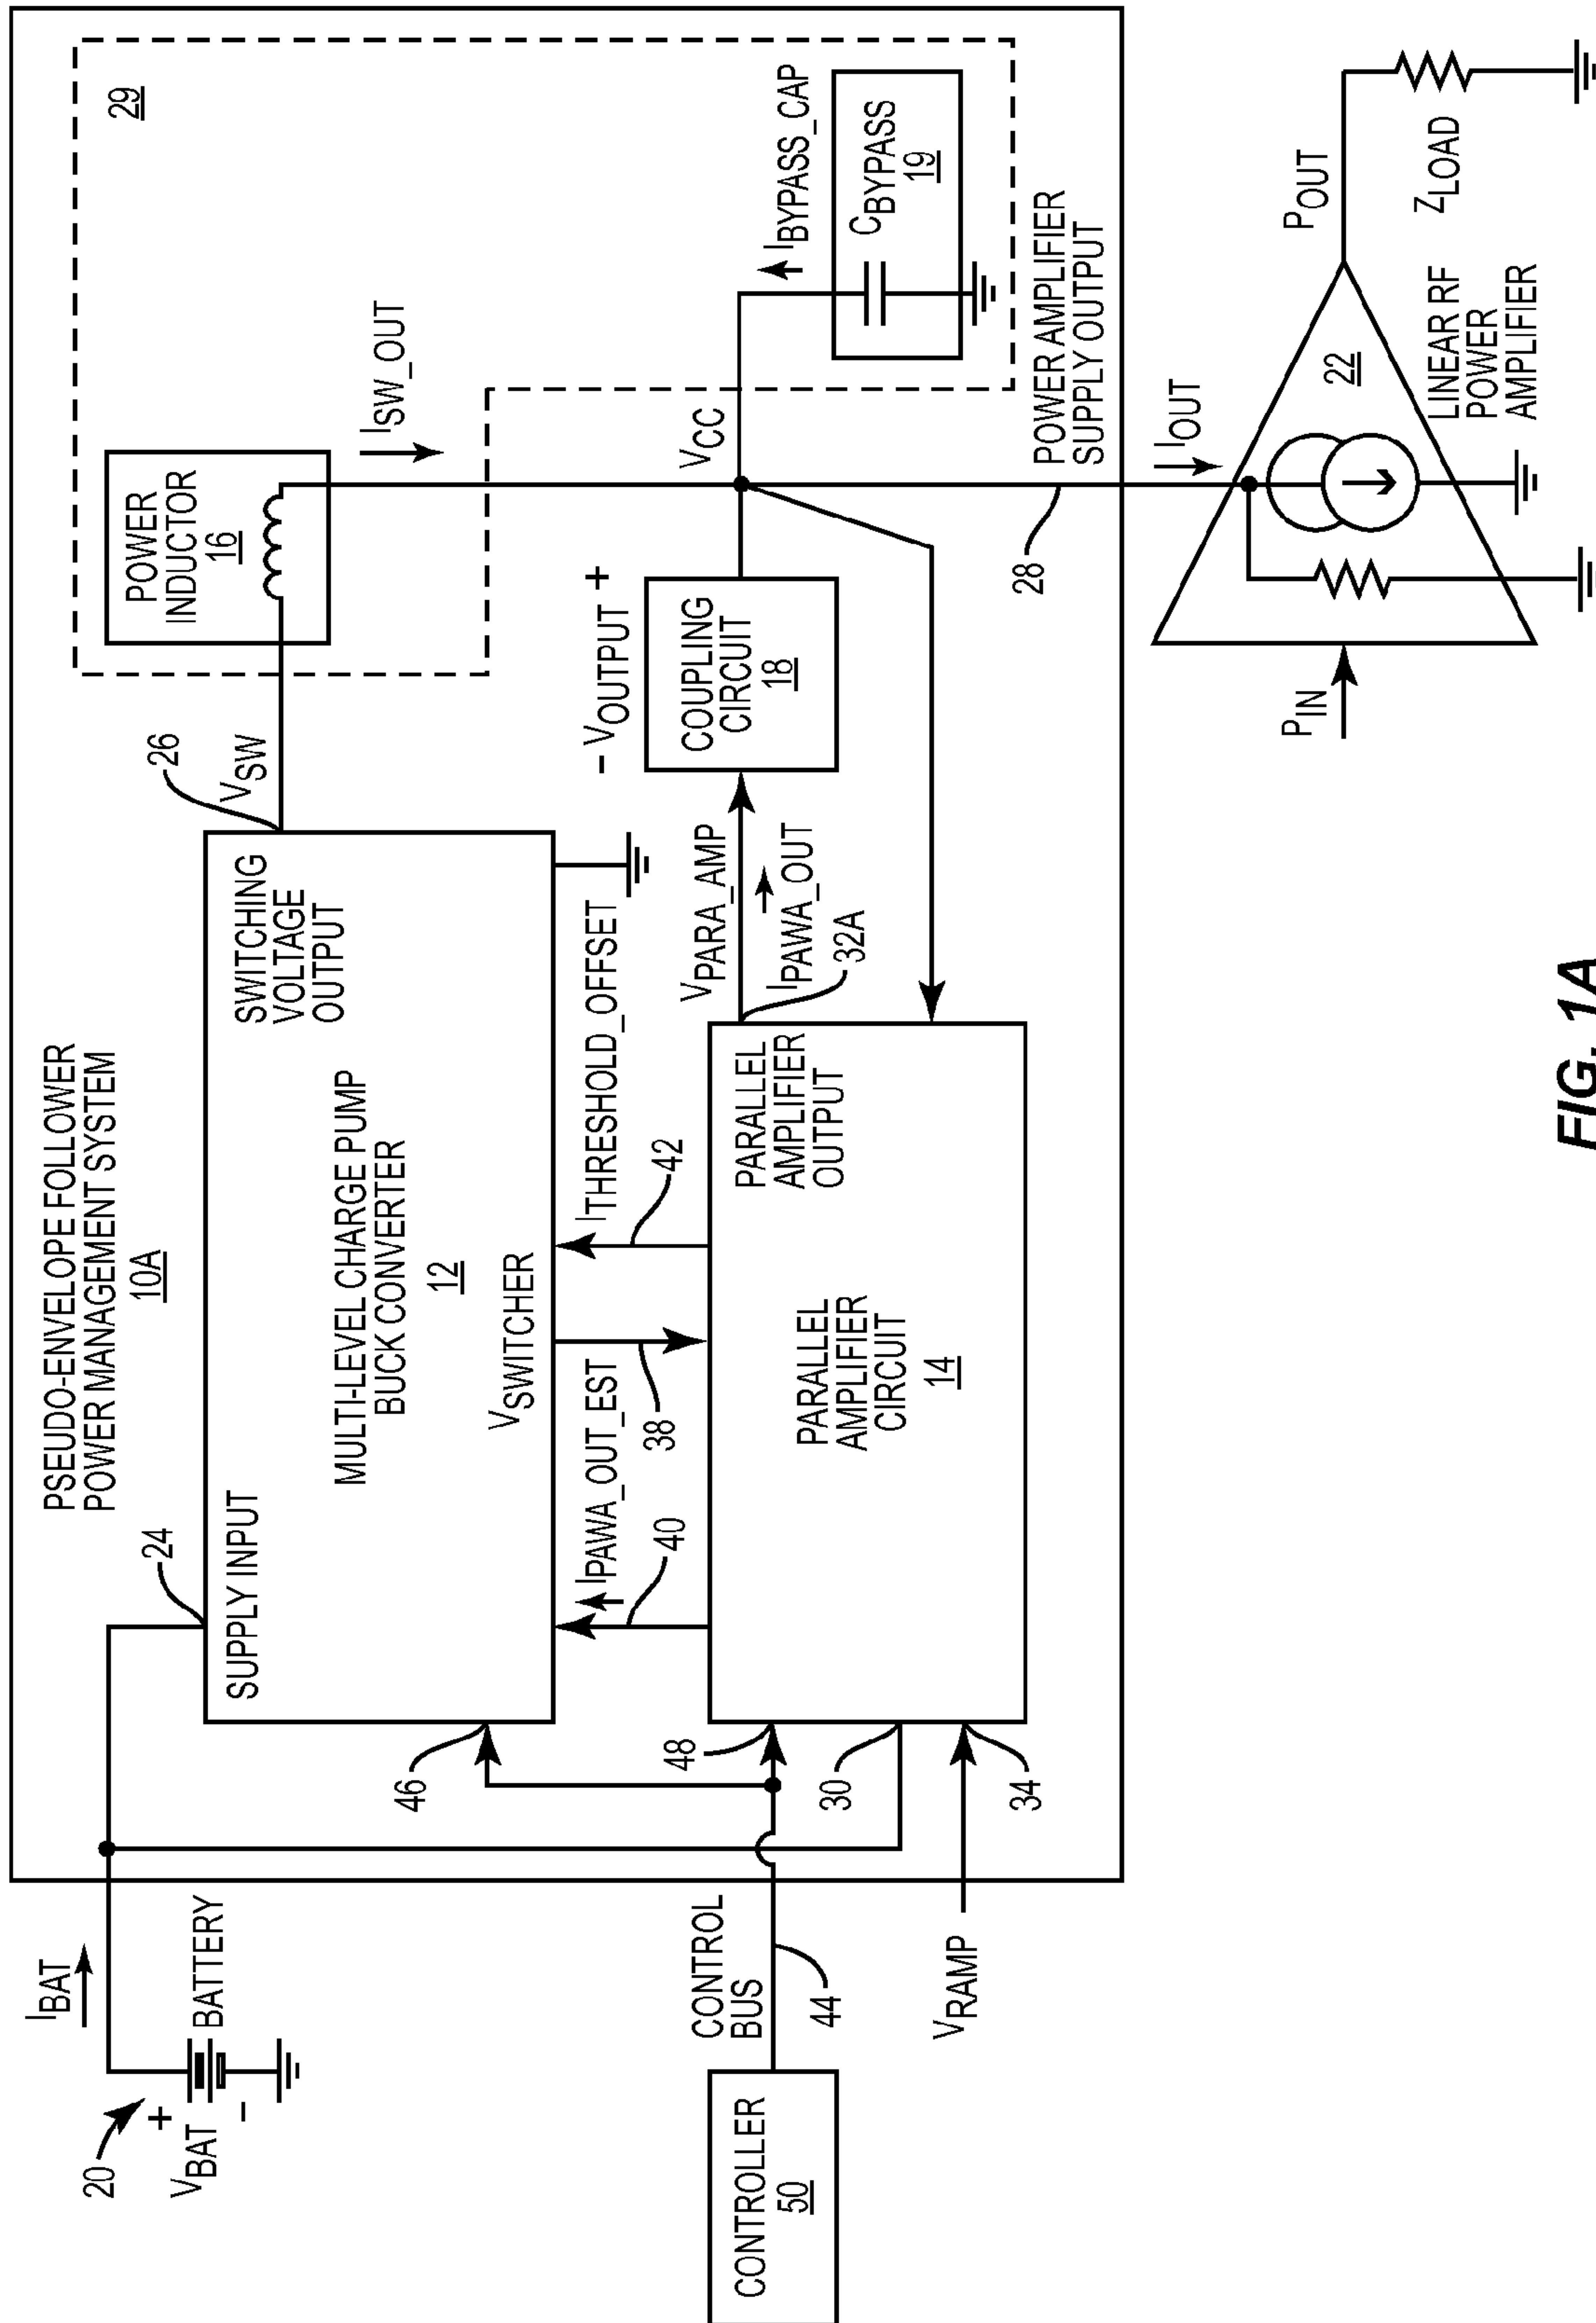 PSEUDO-ENVELOPE FOLLOWER
POWER MANAGEMENT SYSTEM
10A
20
+
VBAT
-
IBAT
BATTERY
24
SUPPLY INPUT
MULTI-LEVEL CHARGE PUMP
BUCK CONVERTER
12
SWITCHING
VOLTAGE
OUTPUT
VSWITCHER
26
VSW
POWER
INDUCTOR
16
ISW_OUT
29
46
IPAWA_OUT_EST
40
38
ITHRESHOLD_OFFSET
42
- VOUTPUT +
CONTROLLER
50
CONTROL
BUS
44
48
30
34
VRAMP
PARALLEL
AMPLIFIER
CIRCUIT
14
PARALLEL
AMPLIFIER
OUTPUT
VPARA_AMP
IPAWA_OUT
32A
COUPLING
CIRCUIT
18
VCC
IBYPASS_CAP
CBYPASS
19
28
POWER AMPLIFIER
SUPPLY OUTPUT
IOUT
PIN
22
LINEAR RF
POWER
AMPLIFIER
POUT
ZLOAD
FIG. 1A